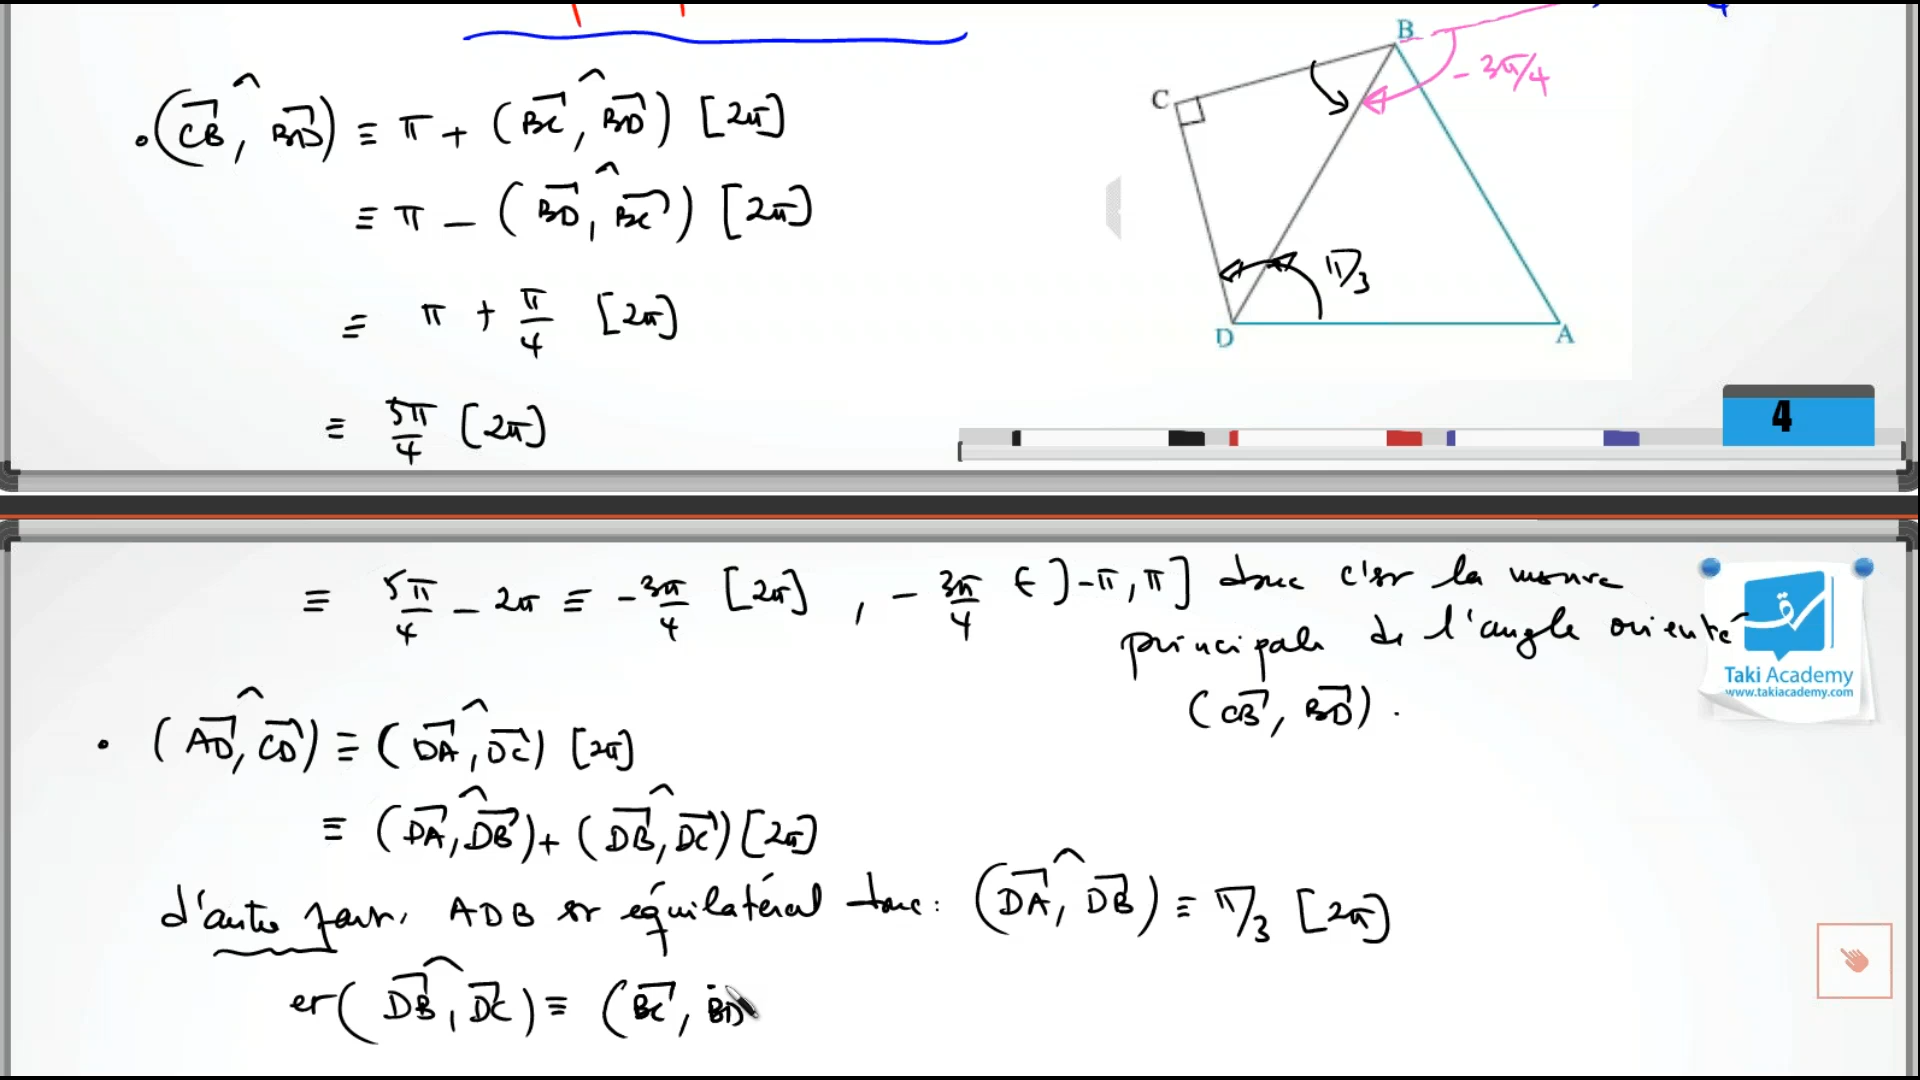 B
- 3π/4
C
π/3
D
A
• (CB, BD) ≡ π + (BC, BD) [2π]
≡ π - (BD, BC) [2π]
≡ π + π/4 [2π]
≡ 5π/4 [2π]
4
≡ 5π/4 - 2π ≡ -3π/4 [2π] , - 3π/4 ∈ ]-π, π] donc c'est la mesure
principale de l'angle orienté
(CB, BD) .
Taki Academy
www.takiacademy.com
• (AD, CD) ≡ (DA, DC) [2π]
≡ (DA, DB) + (DB, DC) [2π]
d'autre part, ADB est équilatéral donc : (DA, DB) ≡ π/3 [2π]
et (DB, DC) ≡ (BC, BD